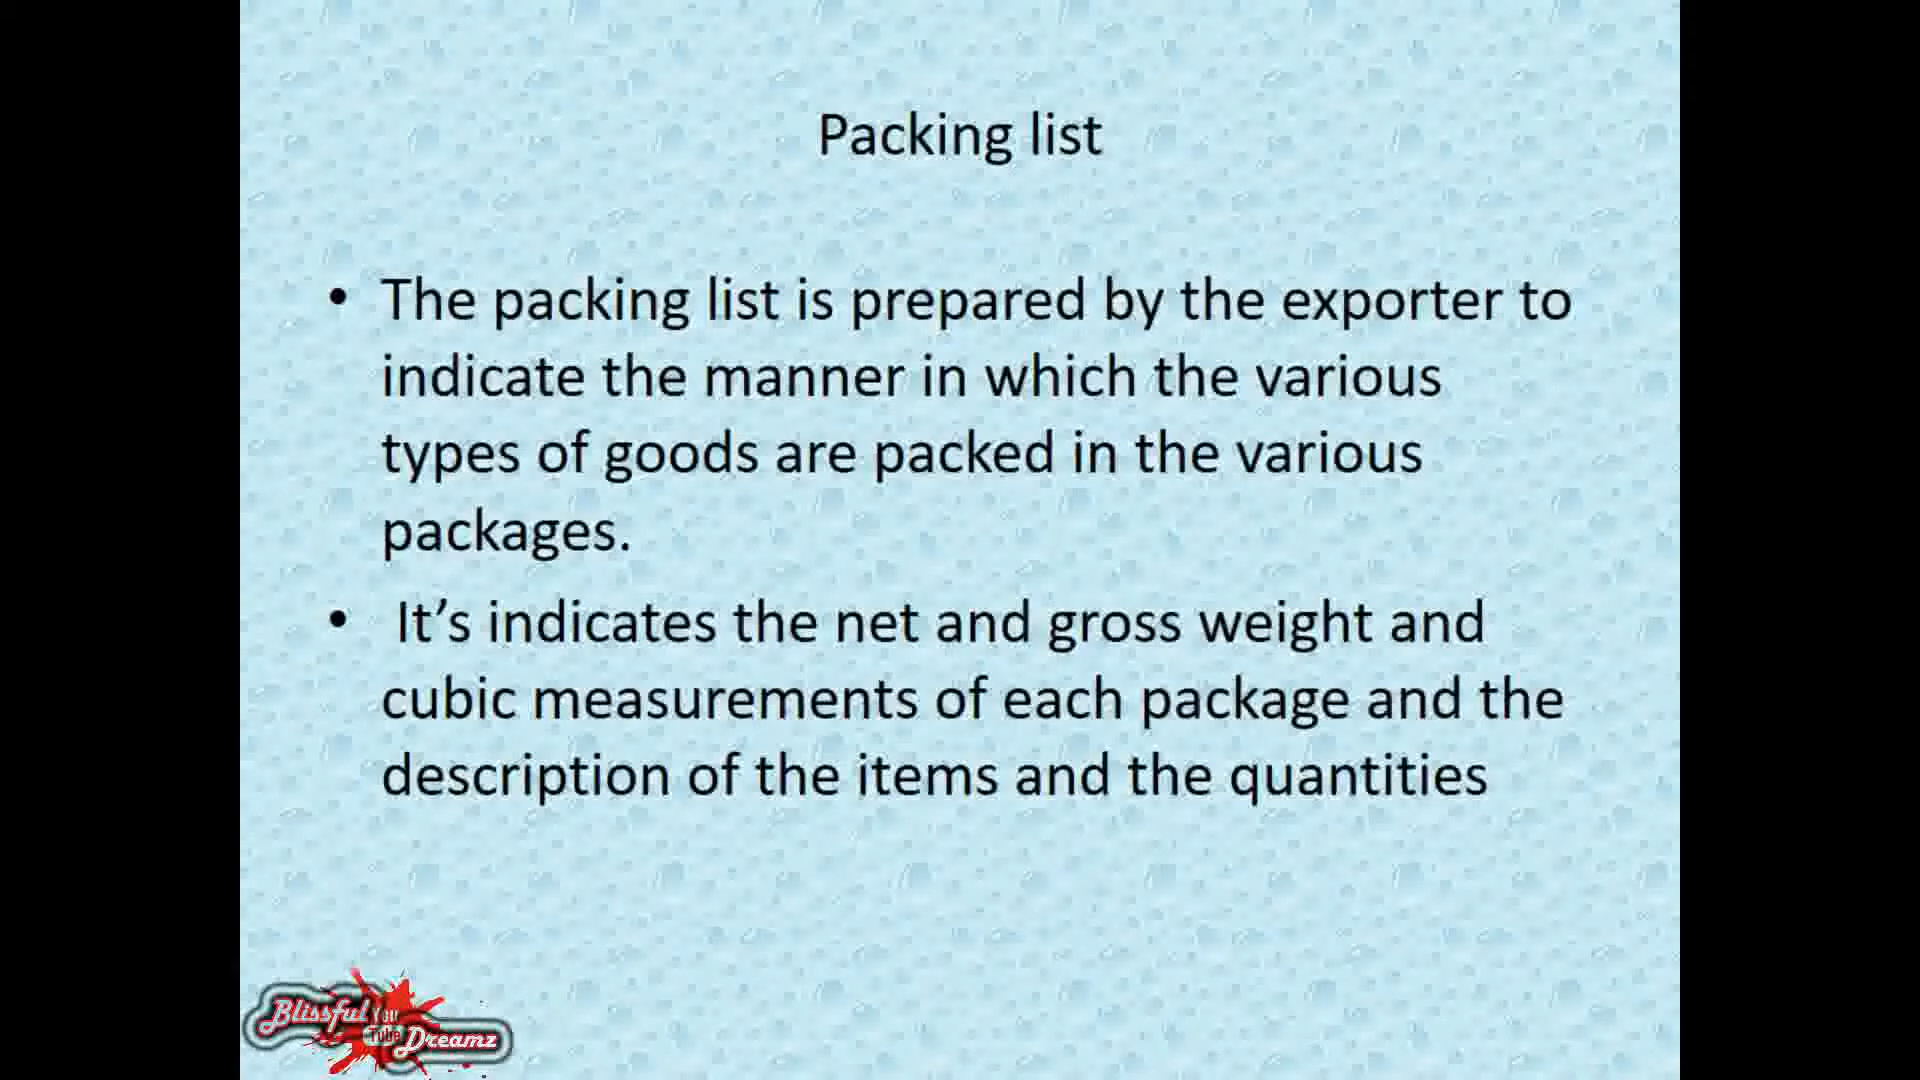 Packing list
• The packing list is prepared by the exporter to
indicate the manner in which the various
types of goods are packed in the various
packages.
• It’s indicates the net and gross weight and
cubic measurements of each package and the
description of the items and the quantities
Blissful You
Tube Dreamz